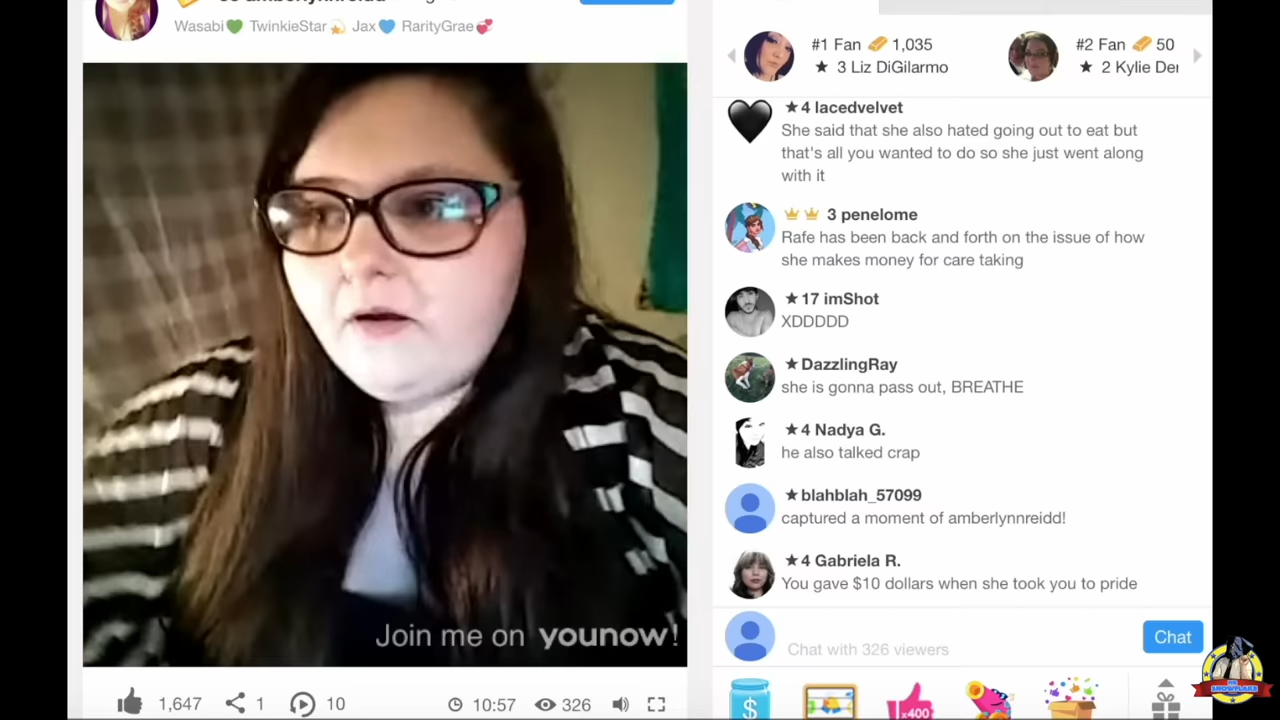 amberlynnreidd
Wasabi💚 TwinkieStar💫 Jax💙 RarityGrae💞
Join me on younow!
1,647 1 10 10:57 326
#1 Fan 1,035
★ 3 Liz DiGilarmo
#2 Fan 50
★ 2 Kylie Der
★4 lacedvelvet
She said that she also hated going out to eat but
that's all you wanted to do so she just went along
with it
3 penelome
Rafe has been back and forth on the issue of how
she makes money for care taking
★17 imShot
XDDDDD
★DazzlingRay
she is gonna pass out, BREATHE
★4 Nadya G.
he also talked crap
★blahblah_57099
captured a moment of amberlynnreidd!
★4 Gabriela R.
You gave $10 dollars when she took you to pride
Chat with 326 viewers
Chat
$
x400